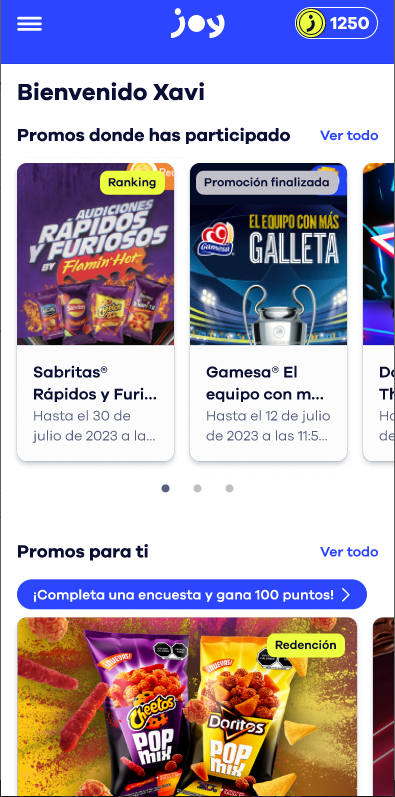 joy
1250
Bienvenido Xavi
Promos donde has participado
Ver todo
Ranking
AUDICIONES
RÁPIDOS
Y FURIOSOS
BY Flamin' Hot
Sabritas®
Rápidos y Furi...
Hasta el 30 de
julio de 2023 a la...
Promoción finalizada
Gamesa
EL EQUIPO CON MÁS
GALLETA
Gamesa® El
equipo con m...
Hasta el 12 de julio
de 2023 a las 11:5...
Do
Th
Ha
de
Promos para ti
Ver todo
¡Completa una encuesta y gana 100 puntos!
Redención
¡NUEVAS!
Cheetos
POP
MIX
¡NUEVAS!
Doritos
POP
MIX